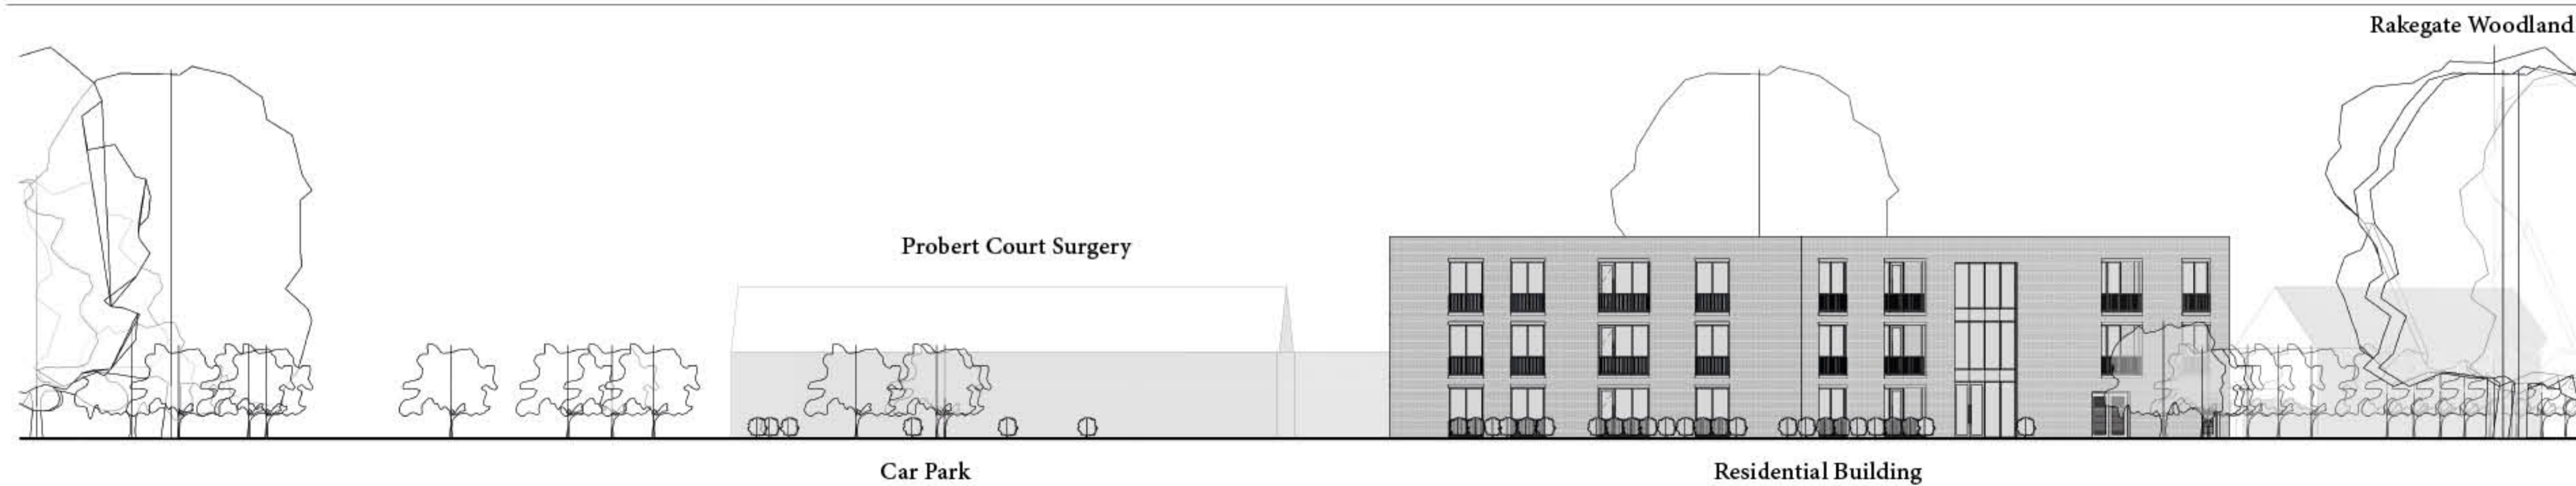 Rakegate Woodland
Probert Court Surgery
Car Park
Residential Building